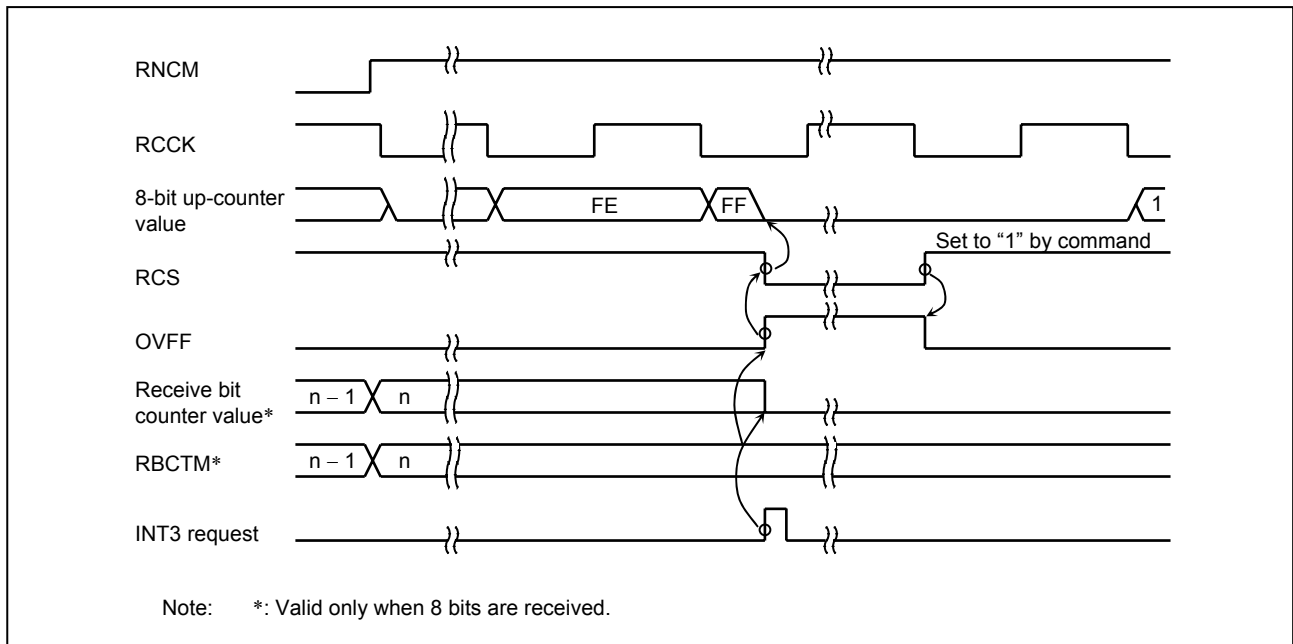 RNCM
RCCK
8-bit up-counter
value
FE
FF
1
Set to “1” by command
RCS
OVFF
Receive bit
counter value*
n – 1
n
RBCTM*
n – 1
n
INT3 request
Note: *: Valid only when 8 bits are received.